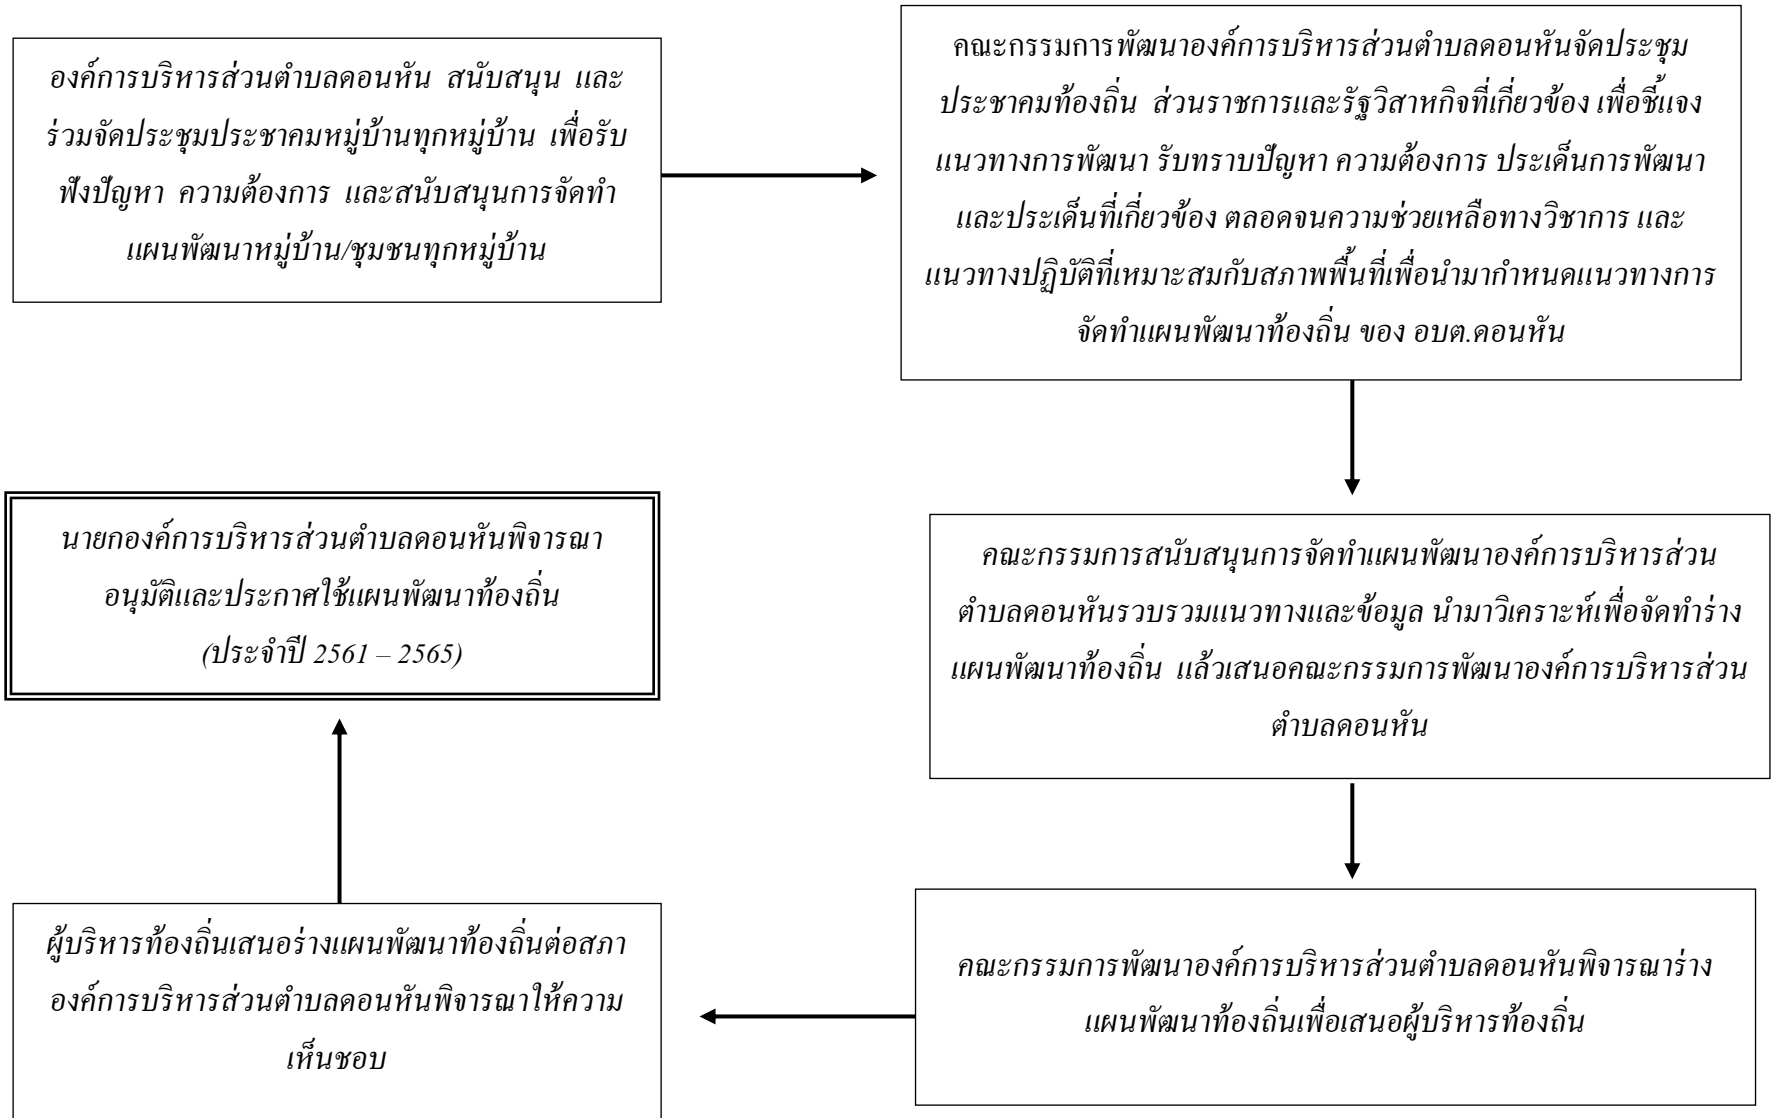 องค์การบริหารส่วนตำบลดอนหัน สนับสนุน และ
ร่วมจัดประชุมประชาคมหมู่บ้านทุกหมู่บ้าน เพื่อรับ
ฟังปัญหา ความต้องการ และสนับสนุนการจัดทำ
แผนพัฒนาหมู่บ้าน/ชุมชนทุกหมู่บ้าน
คณะกรรมการพัฒนาองค์การบริหารส่วนตำบลดอนหันจัดประชุม
ประชาคมท้องถิ่น ส่วนราชการและรัฐวิสาหกิจที่เกี่ยวข้อง เพื่อชี้แจง
แนวทางการพัฒนา รับทราบปัญหา ความต้องการ ประเด็นการพัฒนา
และประเด็นที่เกี่ยวข้อง ตลอดจนความช่วยเหลือทางวิชาการ และ
แนวทางปฏิบัติที่เหมาะสมกับสภาพพื้นที่เพื่อนำมากำหนดแนวทางการ
จัดทำแผนพัฒนาท้องถิ่น ของ อบต.ดอนหัน
คณะกรรมการสนับสนุนการจัดทำแผนพัฒนาองค์การบริหารส่วน
ตำบลดอนหันรวบรวมแนวทางและข้อมูล นำมาวิเคราะห์เพื่อจัดทำร่าง
แผนพัฒนาท้องถิ่น แล้วเสนอคณะกรรมการพัฒนาองค์การบริหารส่วน
ตำบลดอนหัน
คณะกรรมการพัฒนาองค์การบริหารส่วนตำบลดอนหันพิจารณาร่าง
แผนพัฒนาท้องถิ่นเพื่อเสนอผู้บริหารท้องถิ่น
ผู้บริหารท้องถิ่นเสนอร่างแผนพัฒนาท้องถิ่นต่อสภา
องค์การบริหารส่วนตำบลดอนหันพิจารณาให้ความ
เห็นชอบ
นายกองค์การบริหารส่วนตำบลดอนหันพิจารณา
อนุมัติและประกาศใช้แผนพัฒนาท้องถิ่น
(ประจำปี 2561 – 2565)